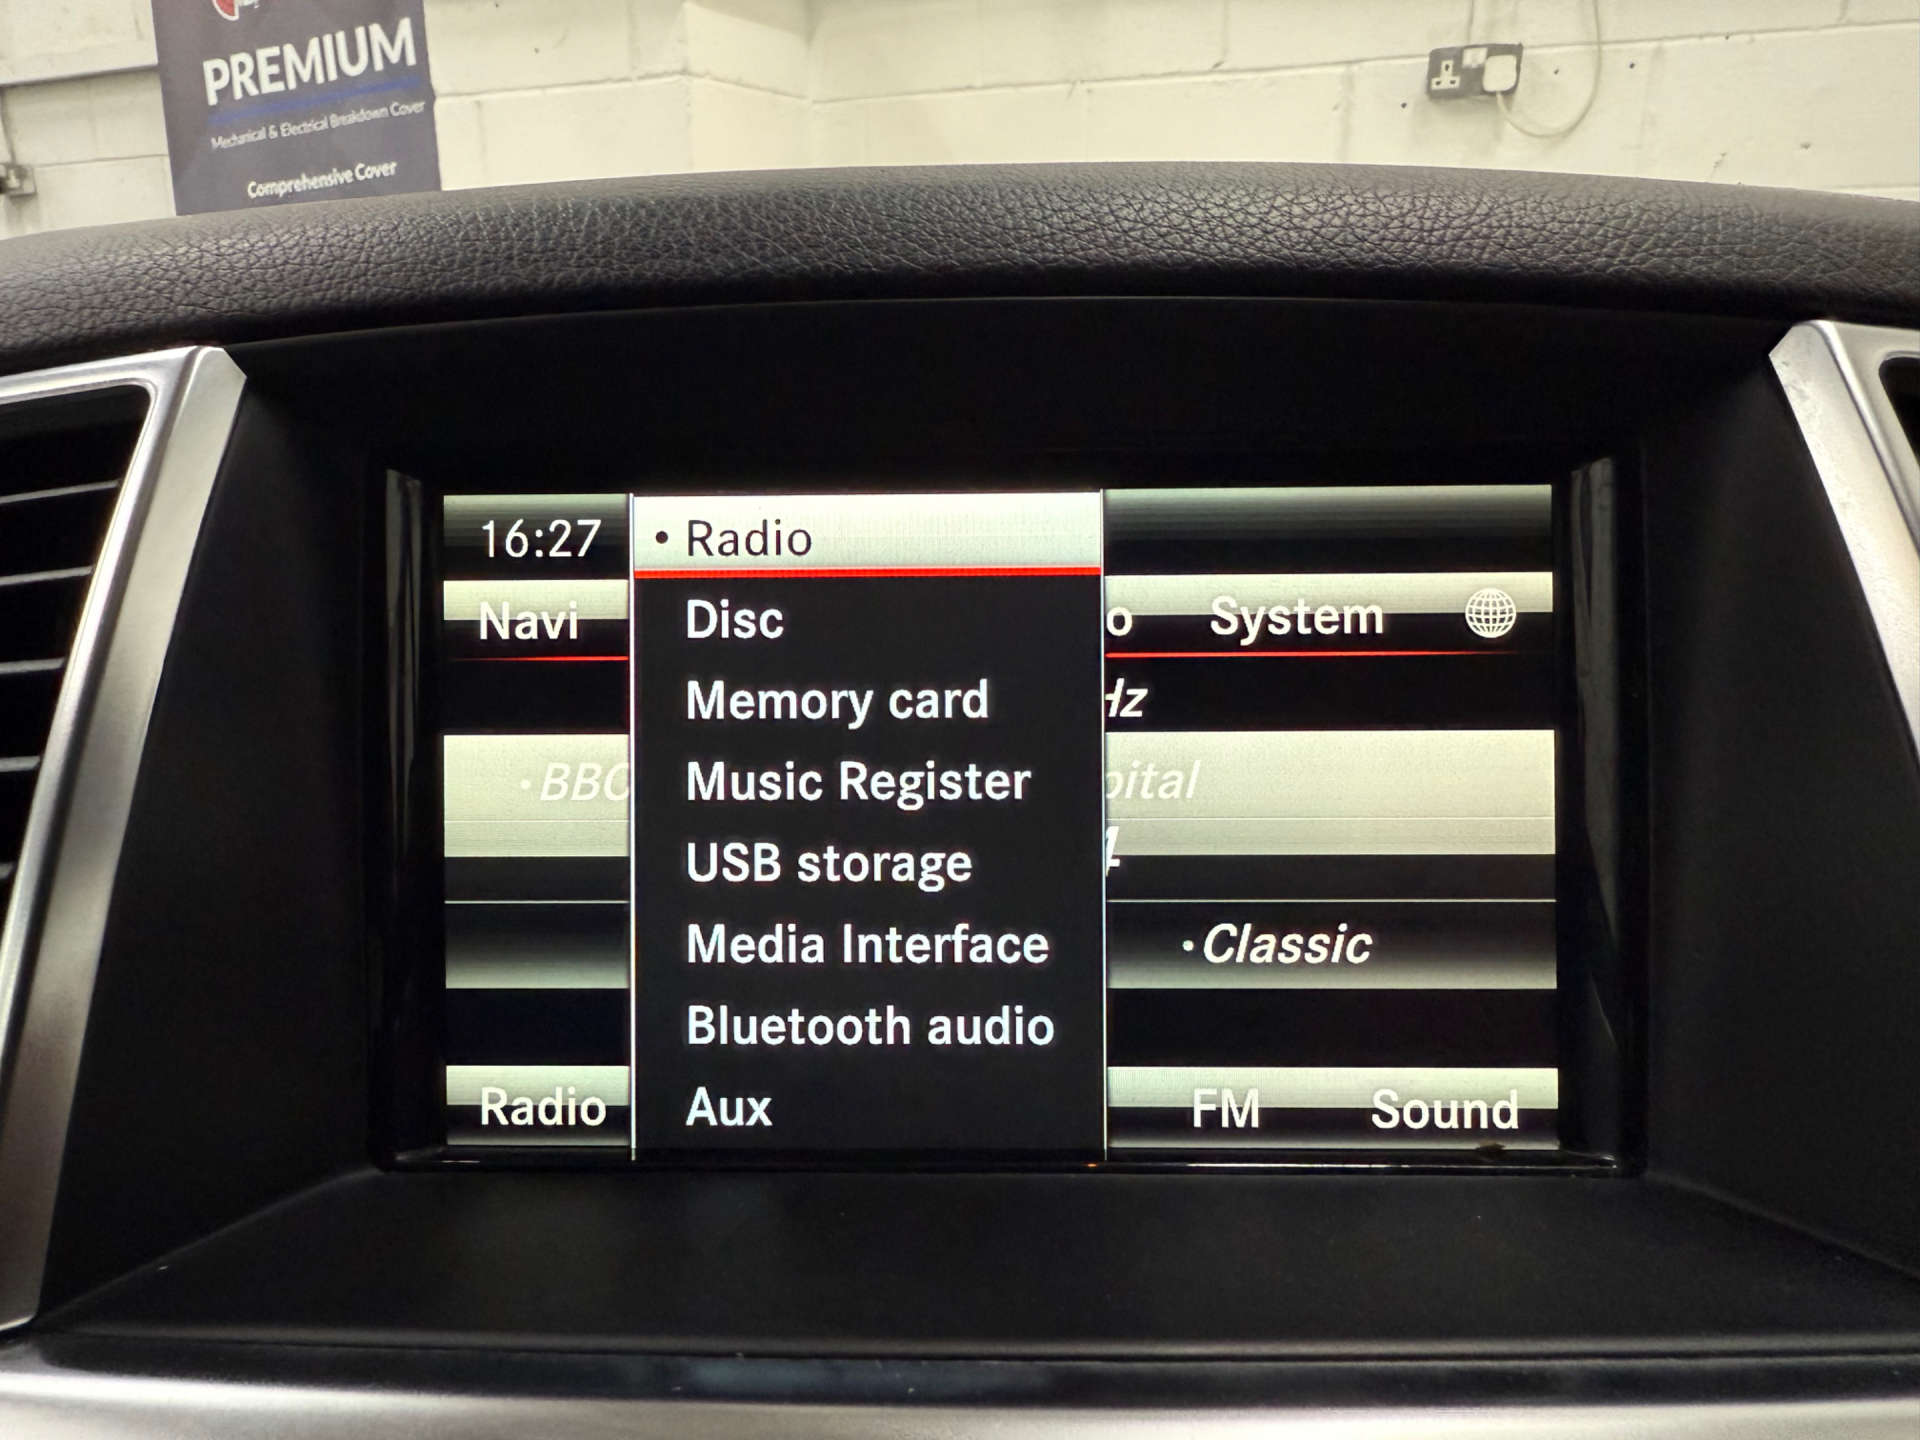 PREMIUM
Mechanical & Electrical Breakdown Cover
Comprehensive Cover
16:27
• Radio
Navi
Disc
System
Memory card
Music Register
USB storage
Media Interface
• Classic
Bluetooth audio
Radio
Aux
FM
Sound